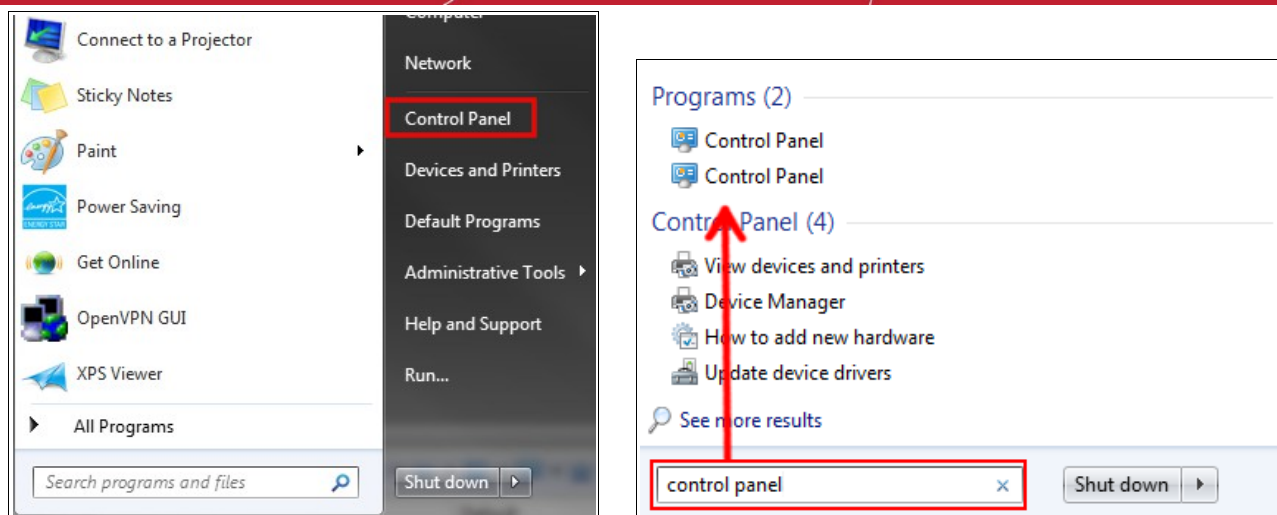 Connect to a Projector
Sticky Notes
Paint
Power Saving
Get Online
OpenVPN GUI
XPS Viewer
All Programs
Search programs and files
Computer
Network
Control Panel
Devices and Printers
Default Programs
Administrative Tools
Help and Support
Run...
Shut down
Programs (2)
Control Panel
Control Panel
Control Panel (4)
View devices and printers
Device Manager
How to add new hardware
Update device drivers
See more results
control panel
Shut down